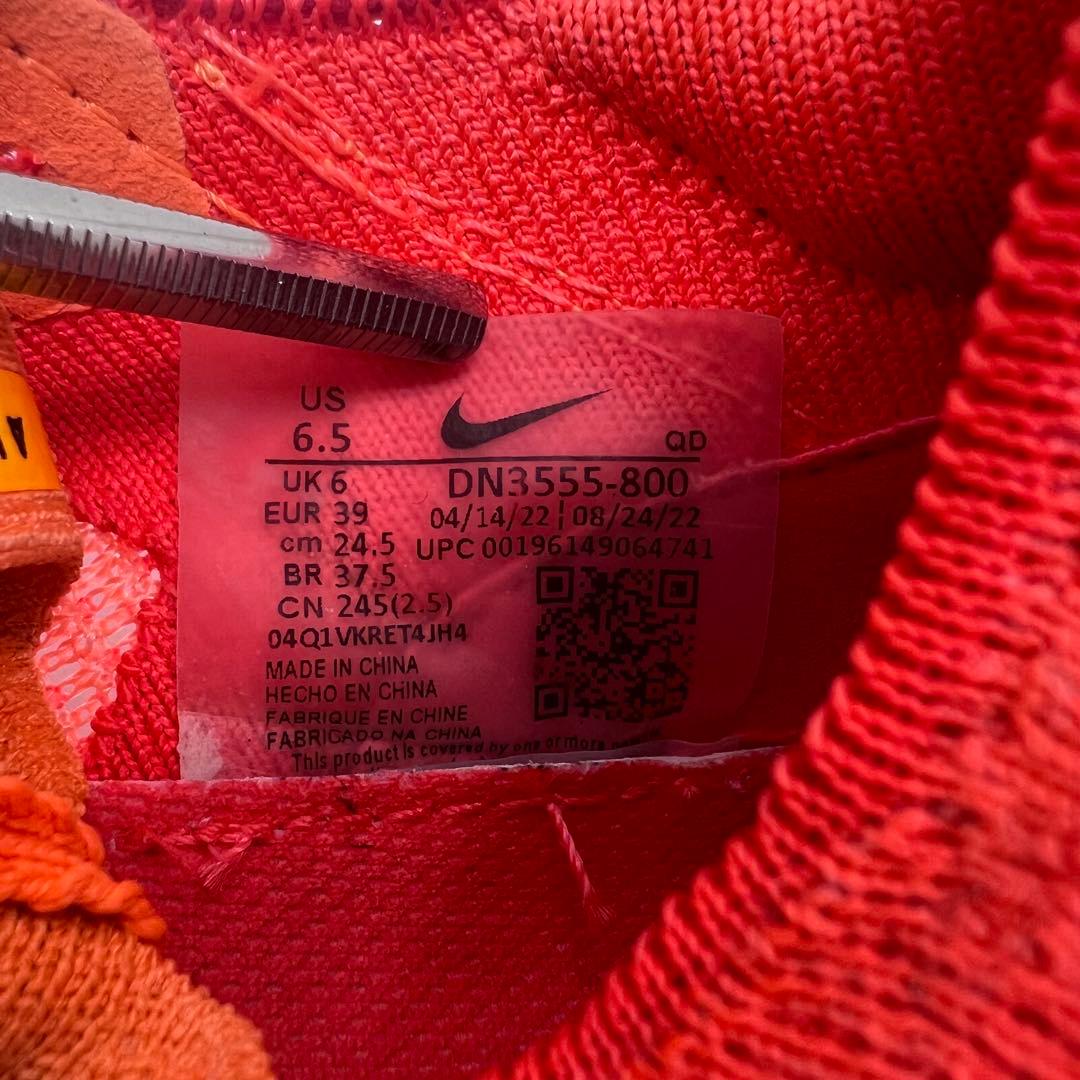 US
6.5
QD
UK 6
DN3555-800
EUR 39
04/14/22 | 08/24/22
cm 24.5
UPC 00196149064741
BR 37.5
CN 245(2.5)
04Q1VKRET4JH4
MADE IN CHINA
HECHO EN CHINA
FABRIQUE EN CHINE
FABRICADO NA CHINA
This product is covered by one or more